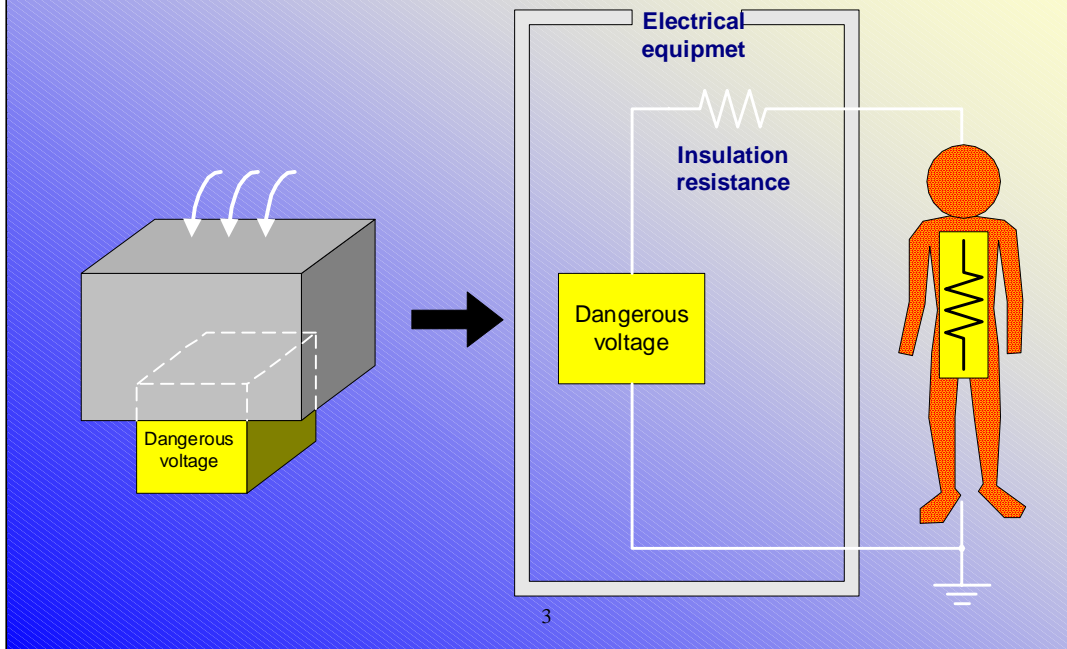 Electrical
equipmet
Insulation
resistance
Dangerous
voltage
Dangerous
voltage
3